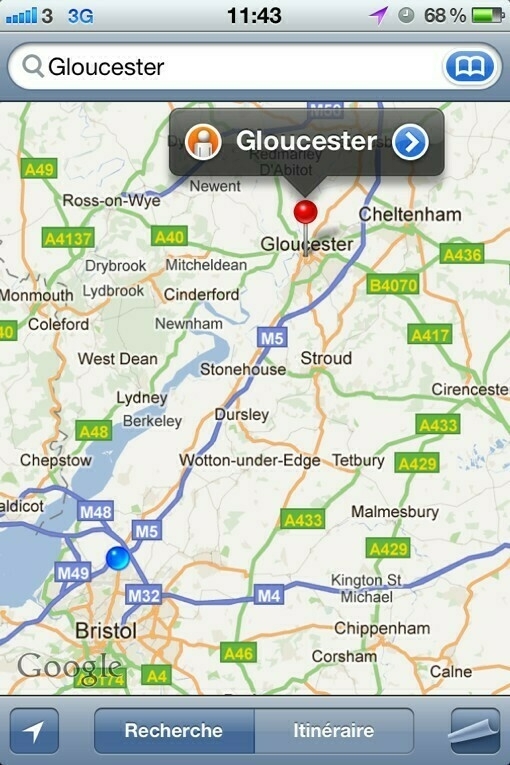 3 3G 11:43 68 %
Gloucester
M50
Gloucester
Redmarley
D'Abitot
A49
Newent
Ross-on-Wye
Cheltenham
A4137
A40
Gloucester
A436
Drybrook
Mitcheldean
Monmouth
Lydbrook
Cinderford
B4070
40
Coleford
Newnham
M5
A417
West Dean
Stroud
Stonehouse
Lydney
Cirenceste
Berkeley
Dursley
A48
A433
Chepstow
Wotton-under-Edge
Tetbury
A429
aldicot
M48
M5
A433
Malmesbury
A429
M49
M32
M4
Kington St
Michael
Bristol
Chippenham
A46
Corsham
Google
A4174
A4
Calne
Recherche
Itinéraire